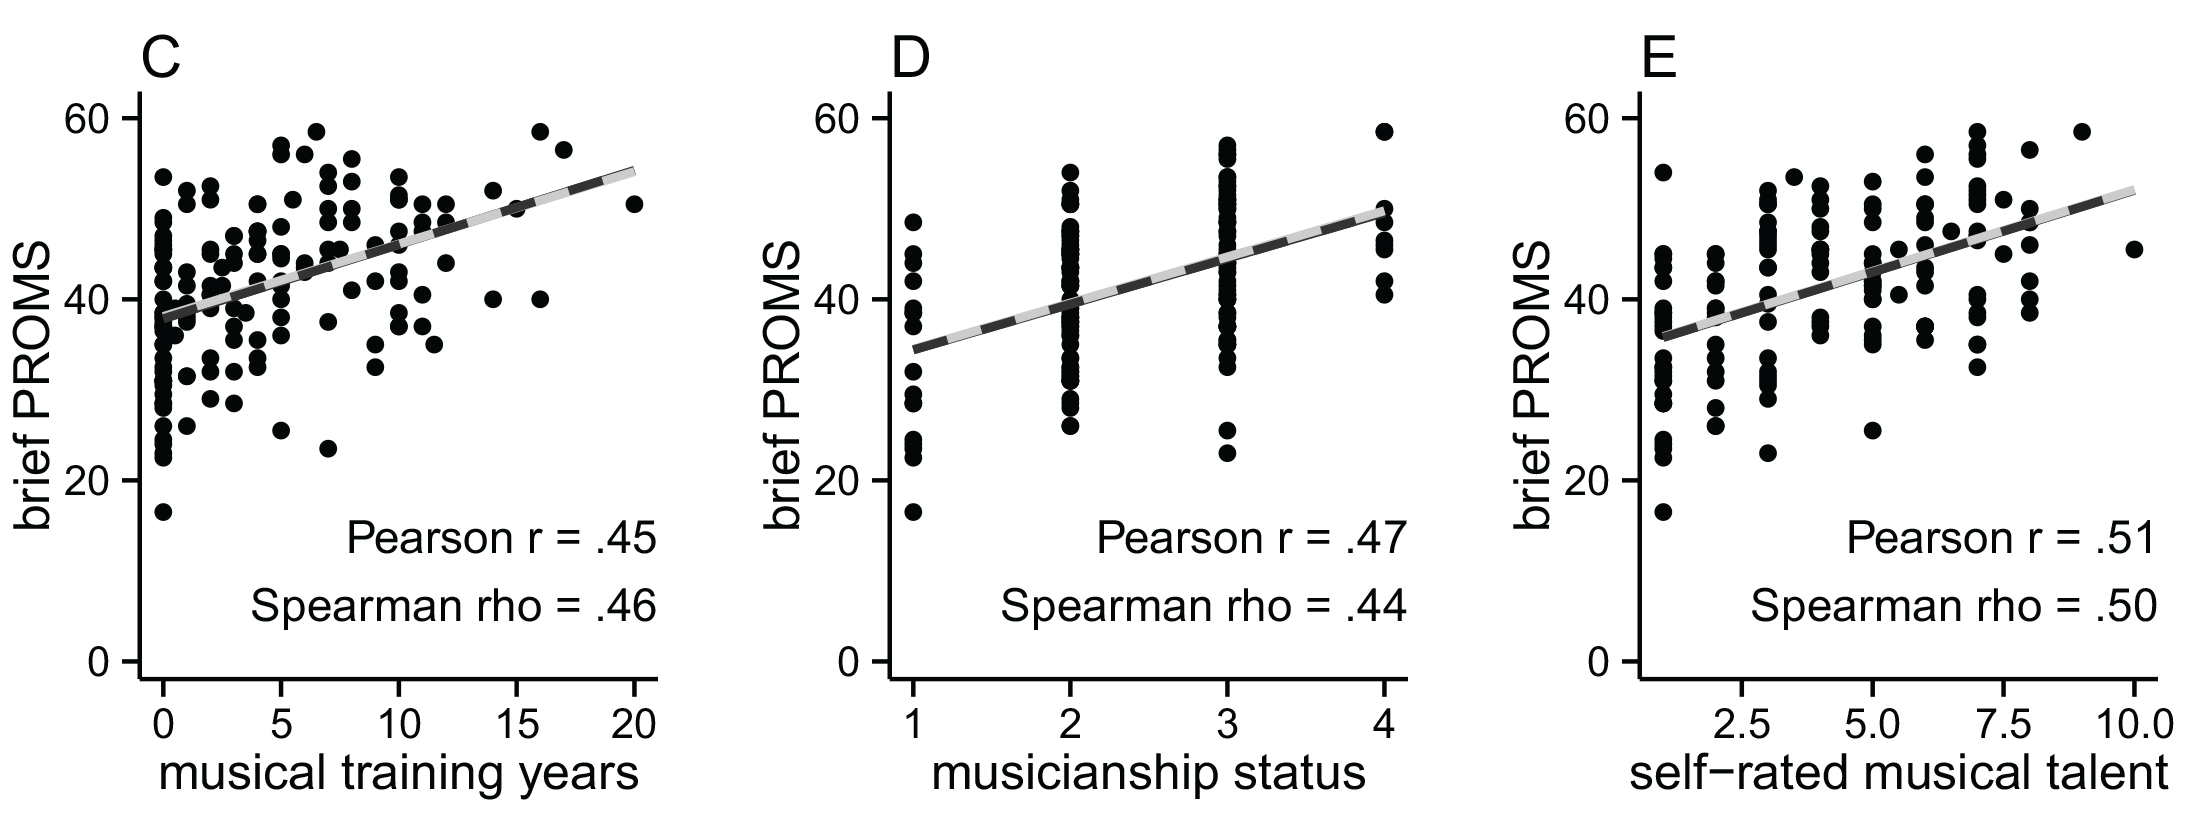 C
60
40
20
0
brief PROMS
Pearson r = .45
Spearman rho = .46
0 5 10 15 20
musical training years
D
60
40
20
0
brief PROMS
Pearson r = .47
Spearman rho = .44
1 2 3 4
musicianship status
E
60
40
20
0
brief PROMS
Pearson r = .51
Spearman rho = .50
2.5 5.0 7.5 10.0
self−rated musical talent